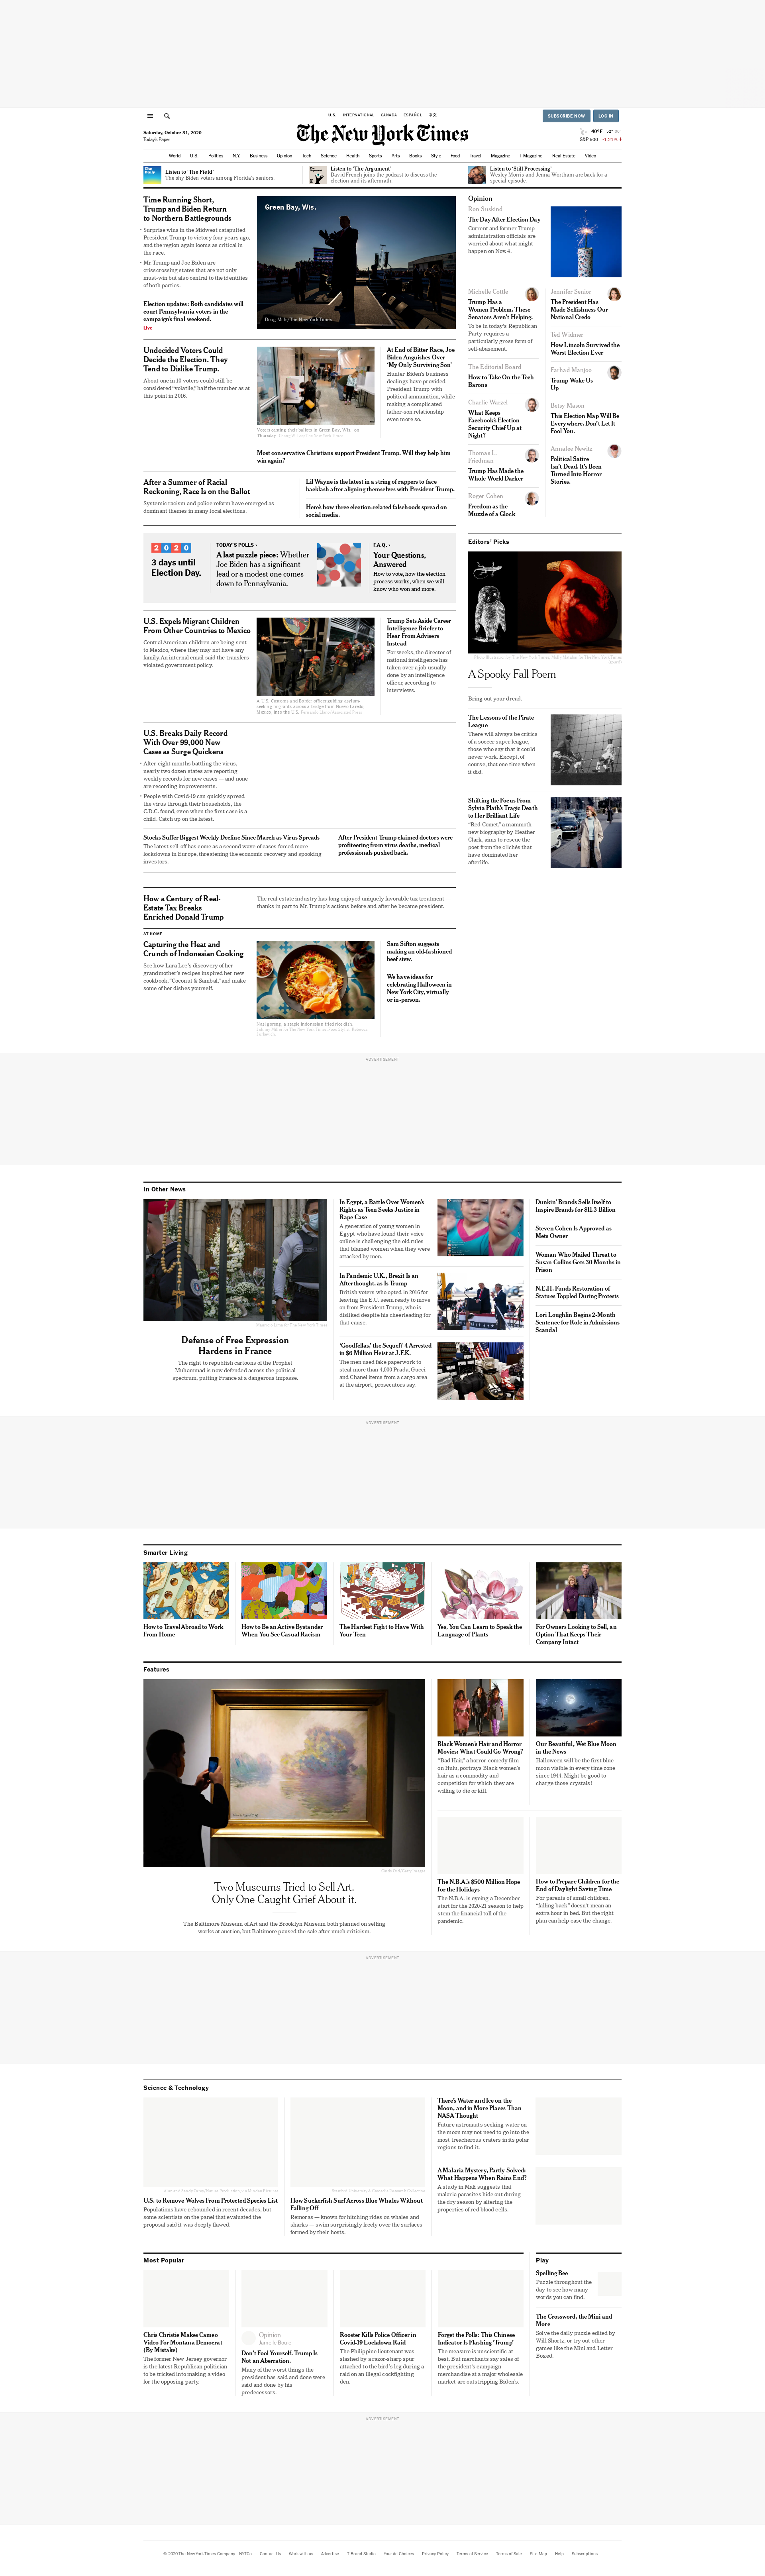 U.S. INTERNATIONAL CANADA ESPAÑOL 中文
SUBSCRIBE NOW LOG IN
Saturday, October 31, 2020
Today's Paper
The New York Times
40°F
S&P 500 -1.21%
World U.S. Politics N.Y. Business Opinion Tech Science Health Sports Arts Books Style Food Travel Magazine T Magazine Real Estate Video
Listen to 'The Field'
The shy Biden voters among Florida's seniors.
Listen to 'The Argument'
David French joins the podcast to discuss the
election and its aftermath.
Listen to 'Still Processing'
Wesley Morris and Jenna Wortham are back for a
special episode.
Time Running Short,
Trump and Biden Return
to Northern Battlegrounds
Surprise wins in the Midwest catapulted
President Trump to victory four years ago,
and the region again looms as critical in
the race.
Mr. Trump and Joe Biden are
crisscrossing states that are not only
must-win but also central to the identities
of both parties.
Election updates: Both candidates will
court Pennsylvania voters in the
campaign's final weekend.
Live
Green Bay, Wis.
Doug Mills/The New York Times
Undecided Voters Could
Decide the Election. They
Tend to Dislike Trump.
About one in 10 voters could still be
considered "volatile," half the number as at
this point in 2016.
Voters casting their ballots in Green Bay, Wis., on
Thursday.
At End of Bitter Race, Joe
Biden Anguishes Over
'My Only Surviving Son'
Hunter Biden's business
dealings have provided
President Trump with
political ammunition, while
making a complicated
father-son relationship
even more so.
Most conservative Christians support President Trump. Will they help him
win again?
After a Summer of Racial
Reckoning, Race Is on the Ballot
Systemic racism and police reform have emerged as
dominant themes in many local elections.
Lil Wayne is the latest in a string of rappers to face
backlash after aligning themselves with President Trump.
Here's how three election-related falsehoods spread on
social media.
2020
3 days until
Election Day.
TODAY'S POLLS ›
A last puzzle piece: Whether
Joe Biden has a significant
lead or a modest one comes
down to Pennsylvania.
F.A.Q. ›
Your Questions,
Answered
How to vote, how the election
process works, when we will
know who won and more.
U.S. Expels Migrant Children
From Other Countries to Mexico
Central American children are being sent
to Mexico, where they may not have any
family. An internal email said the transfers
violated government policy.
A U.S. Customs and Border officer guiding asylum-
seeking migrants across a bridge from Nuevo Laredo,
Mexico, into the U.S.
Trump Sets Aside Career
Intelligence Briefer to
Hear From Advisers
Instead
For weeks, the director of
national intelligence has
taken over a job usually
done by an intelligence
officer, according to
interviews.
U.S. Breaks Daily Record
With Over 99,000 New
Cases as Surge Quickens
After eight months battling the virus,
nearly two dozen states are reporting
weekly records for new cases — and none
are recording improvements.
People with Covid-19 can quickly spread
the virus through their households, the
C.D.C. found, even when the first case is a
child. Catch up on the latest.
Stocks Suffer Biggest Weekly Decline Since March as Virus Spreads
The latest sell-off has come as a second wave of cases forced more
lockdowns in Europe, threatening the economic recovery and spooking
investors.
After President Trump claimed doctors were
profiteering from virus deaths, medical
professionals pushed back.
How a Century of Real-
Estate Tax Breaks
Enriched Donald Trump
The real estate industry has long enjoyed uniquely favorable tax treatment —
thanks in part to Mr. Trump's actions before and after he became president.
AT HOME
Capturing the Heat and
Crunch of Indonesian Cooking
See how Lara Lee's discovery of her
grandmother's recipes inspired her new
cookbook, "Coconut & Sambal," and make
some of her dishes yourself.
Nasi goreng, a staple Indonesian fried rice dish.
Sam Sifton suggests
making an old-fashioned
beef stew.
We have ideas for
celebrating Halloween in
New York City, virtually
or in-person.
Opinion
Ron Suskind
The Day After Election Day
Current and former Trump
administration officials are
worried about what might
happen on Nov. 4.
Michelle Cottle
Trump Has a
Women Problem. These
Senators Aren't Helping.
To be in today's Republican
Party requires a
particularly gross form of
self-abasement.
The Editorial Board
How to Take On the Tech
Barons
Charlie Warzel
What Keeps
Facebook's Election
Security Chief Up at
Night?
Thomas L.
Friedman
Trump Has Made the
Whole World Darker
Roger Cohen
Freedom as the
Muzzle of a Glock
Jennifer Senior
The President Has
Made Selfishness Our
National Credo
Ted Widmer
How Lincoln Survived the
Worst Election Ever
Farhad Manjoo
Trump Woke Us
Up
Betsy Mason
This Election Map Will Be
Everywhere. Don't Let It
Fool You.
Annalee Newitz
Political Satire
Isn't Dead. It's Been
Turned Into Horror
Stories.
Editors' Picks
A Spooky Fall Poem
Bring out your dread.
The Lessons of the Pirate
League
There will always be critics
of a soccer super league,
those who say that it could
never work. Except, of
course, that one time when
it did.
Shifting the Focus From
Sylvia Plath's Tragic Death
to Her Brilliant Life
"Red Comet," a mammoth
new biography by Heather
Clark, aims to rescue the
poet from the clichés that
have dominated her
afterlife.
ADVERTISEMENT
In Other News
Defense of Free Expression
Hardens in France
The right to republish cartoons of the Prophet
Muhammad is now defended across the political
spectrum, putting France at a dangerous impasse.
In Egypt, a Battle Over Women's
Rights as Teen Seeks Justice in
Rape Case
A generation of young women in
Egypt who have found their voice
online is challenging the old rules
that blamed women when they were
attacked by men.
In Pandemic U.K., Brexit Is an
Afterthought, as Is Trump
British voters who opted in 2016 for
leaving the E.U. seem ready to move
on from President Trump, who is
disliked despite his cheerleading for
that cause.
'Goodfellas,' the Sequel? 4 Arrested
in $6 Million Heist at J.F.K.
The men used fake paperwork to
steal more than 4,000 Prada, Gucci
and Chanel items from a cargo area
at the airport, prosecutors say.
Dunkin' Brands Sells Itself to
Inspire Brands for $11.3 Billion
Steven Cohen Is Approved as
Mets Owner
Woman Who Mailed Threat to
Susan Collins Gets 30 Months in
Prison
N.E.H. Funds Restoration of
Statues Toppled During Protests
Lori Loughlin Begins 2-Month
Sentence for Role in Admissions
Scandal
ADVERTISEMENT
Smarter Living
How to Travel Abroad to Work
From Home
How to Be an Active Bystander
When You See Casual Racism
The Hardest Fight to Have With
Your Teen
Yes, You Can Learn to Speak the
Language of Plants
For Owners Looking to Sell, an
Option That Keeps Their
Company Intact
Features
Two Museums Tried to Sell Art.
Only One Caught Grief About it.
The Baltimore Museum of Art and the Brooklyn Museum both planned on selling
works at auction, but Baltimore paused the sale after much criticism.
Black Women's Hair and Horror
Movies: What Could Go Wrong?
"Bad Hair," a horror-comedy film
on Hulu, portrays Black women's
hair as a commodity and
competition for which they are
willing to die or kill.
Our Beautiful, Wet Blue Moon
in the News
Halloween will be the first blue
moon visible in every time zone
since 1944. Might be good to
charge those crystals!
The N.B.A.'s $500 Million Hope
for the Holidays
The N.B.A. is eyeing a December
start for the 2020-21 season to help
stem the financial toll of the
pandemic.
How to Prepare Children for the
End of Daylight Saving Time
For parents of small children,
"falling back" doesn't mean an
extra hour in bed. But the right
plan can help ease the change.
ADVERTISEMENT
Science & Technology
U.S. to Remove Wolves From Protected Species List
Populations have rebounded in recent decades, but
some scientists on the panel that evaluated the
proposal said it was deeply flawed.
How Suckerfish Surf Across Blue Whales Without
Falling Off
Remoras — known for hitching rides on whales and
sharks — swim surprisingly freely over the surfaces
formed by their hosts.
There's Water and Ice on the
Moon, and in More Places Than
NASA Thought
Future astronauts seeking water on
the moon may not need to go into the
most treacherous craters in its polar
regions to find it.
A Malaria Mystery, Partly Solved:
What Happens When Rains End?
A study in Mali suggests that
malaria parasites hide out during
the dry season by altering the
properties of red blood cells.
Most Popular
Chris Christie Makes Cameo
Video For Montana Democrat
(By Mistake)
The former New Jersey governor
is the latest Republican politician
to be tricked into making a video
for the opposing party.
Opinion
Jamelle Bouie
Don't Fool Yourself. Trump Is
Not an Aberration.
Many of the worst things the
president has said and done were
said and done by his
predecessors.
Rooster Kills Police Officer in
Covid-19 Lockdown Raid
The Philippine lieutenant was
slashed by a razor-sharp spur
attached to the bird's leg during a
raid on an illegal cockfighting
den.
Forget the Polls: This Chinese
Indicator Is Flashing 'Trump'
The measure is unscientific at
best. But merchants say sales of
the president's campaign
merchandise at a major wholesale
market are outstripping Biden's.
Play
Spelling Bee
Puzzle throughout the
day to see how many
words you can find.
The Crossword, the Mini and
More
Solve the daily puzzle edited by
Will Shortz, or try out other
games like the Mini and Letter
Boxed.
ADVERTISEMENT
© 2020 The New York Times Company NYTCo Contact Us Work with us Advertise T Brand Studio Your Ad Choices Privacy Policy Terms of Service Terms of Sale Site Map Help Subscriptions